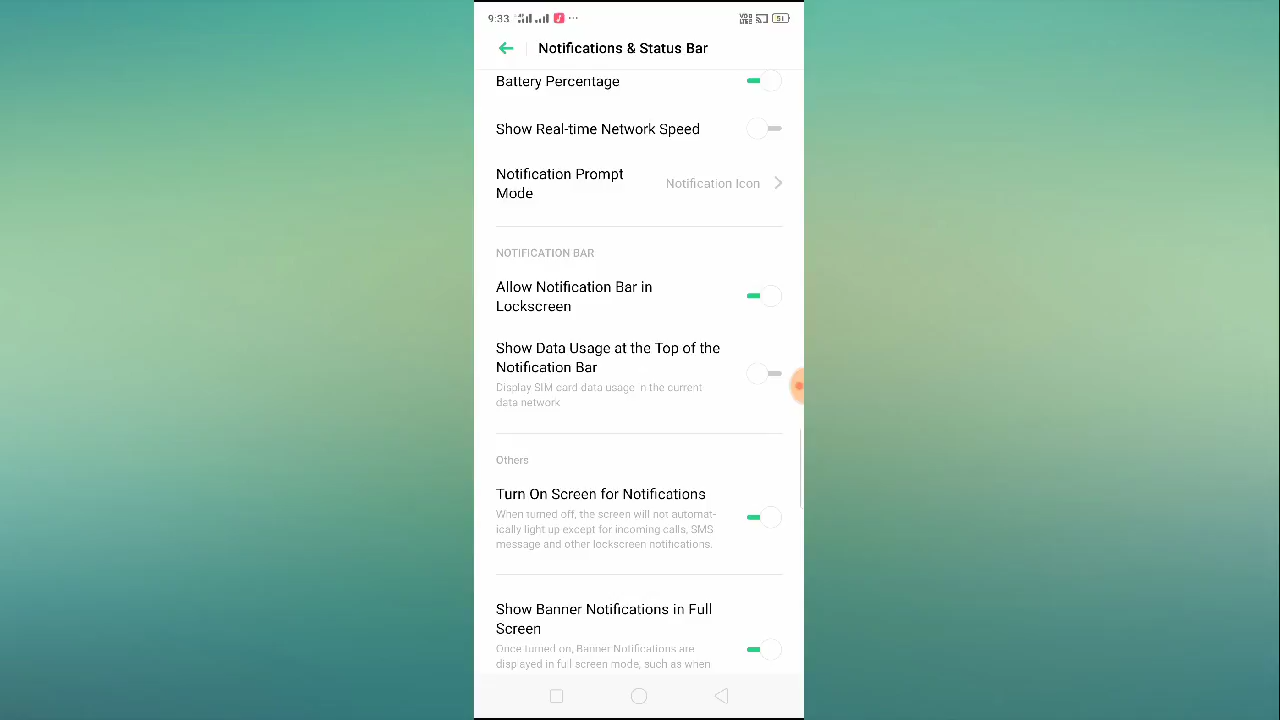 9:33 ... VoD LTE2 51
Notifications & Status Bar
Battery Percentage
Show Real-time Network Speed
Notification Prompt
Mode
Notification Icon
NOTIFICATION BAR
Allow Notification Bar in
Lockscreen
Show Data Usage at the Top of the
Notification Bar
Display SIM card data usage in the current
data network
Others
Turn On Screen for Notifications
When turned off, the screen will not automat-
ically light up except for incoming calls, SMS
message and other lockscreen notifications.
Show Banner Notifications in Full
Screen
Once turned on, Banner Notifications are
displayed in full screen mode, such as when